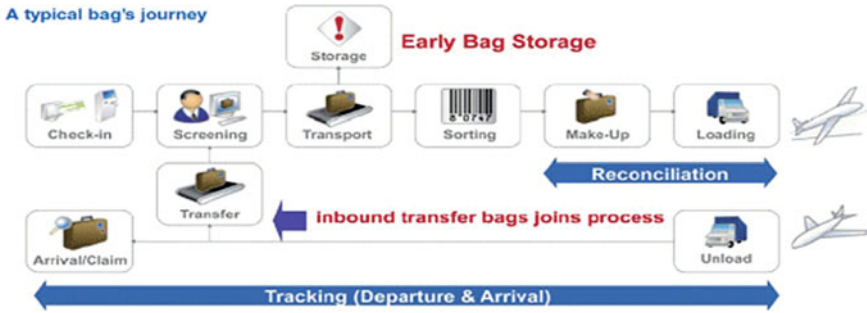 A typical bag's journey
Storage
Early Bag Storage
Check-in
Screening
Transport
Sorting
Make-Up
Loading
Reconciliation
Transfer
inbound transfer bags joins process
Arrival/Claim
Unload
Tracking (Departure & Arrival)